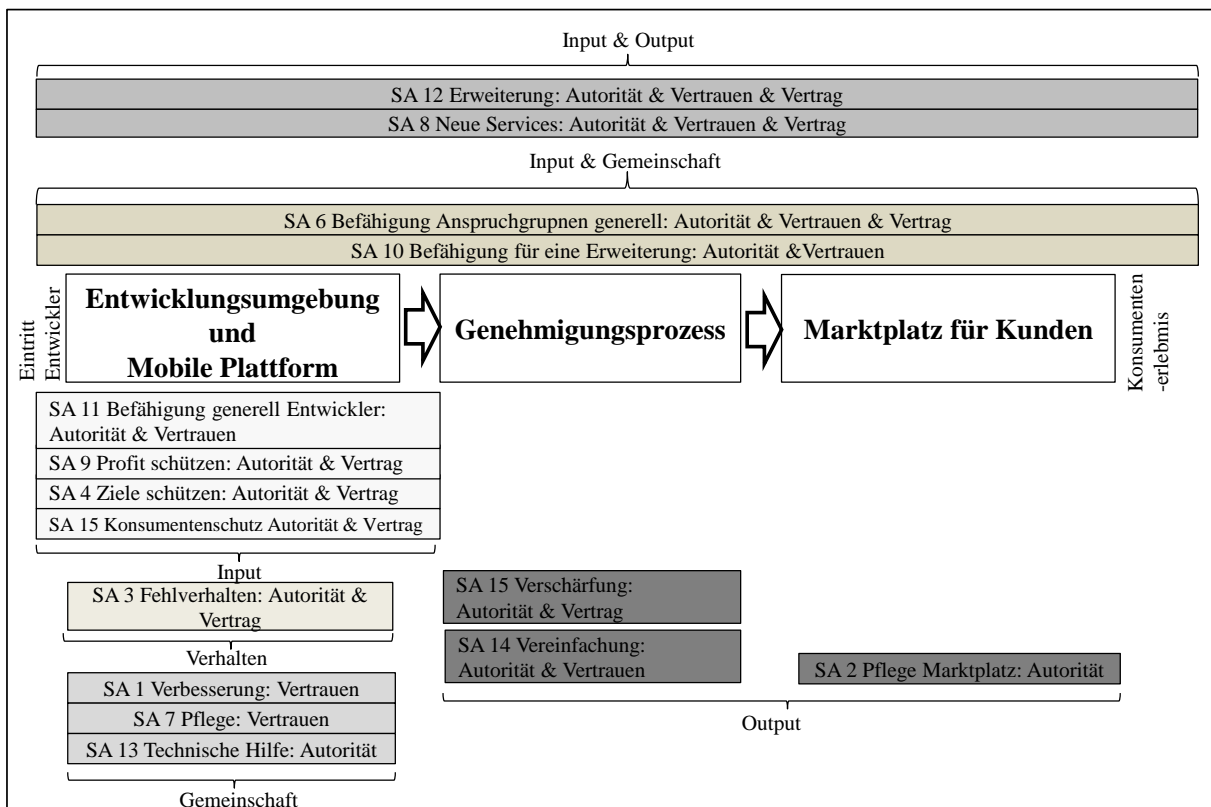 Input & Output
SA 12 Erweiterung: Autorität & Vertrauen & Vertrag
SA 8 Neue Services: Autorität & Vertrauen & Vertrag
Input & Gemeinschaft
SA 6 Befähigung Anspruchgrupnen generell: Autorität & Vertrauen & Vertrag
SA 10 Befähigung für eine Erweiterung: Autorität &Vertrauen
Eintritt
Entwickler
Entwicklungsumgebung
und
Mobile Plattform
Genehmigungsprozess
Marktplatz für Kunden
Konsumenten
-erlebmis
SA 11 Befähigung generell Entwickler:
Autorität & Vertrauen
SA 9 Profit schützen: Autorität & Vertrag
SA 4 Ziele schützen: Autorität & Vertrag
SA 15 Konsumentenschutz Autorität & Vertrag
Input
SA 3 Fehlverhalten: Autorität &
Vertrag
Verhalten
SA 1 Verbesserung: Vertrauen
SA 7 Pflege: Vertrauen
SA 13 Technische Hilfe: Autorität
Gemeinschaft
SA 15 Verschärfung:
Autorität & Vertrag
SA 14 Vereinfachung:
Autorität & Vertrauen
SA 2 Pflege Marktplatz: Autorität
Output